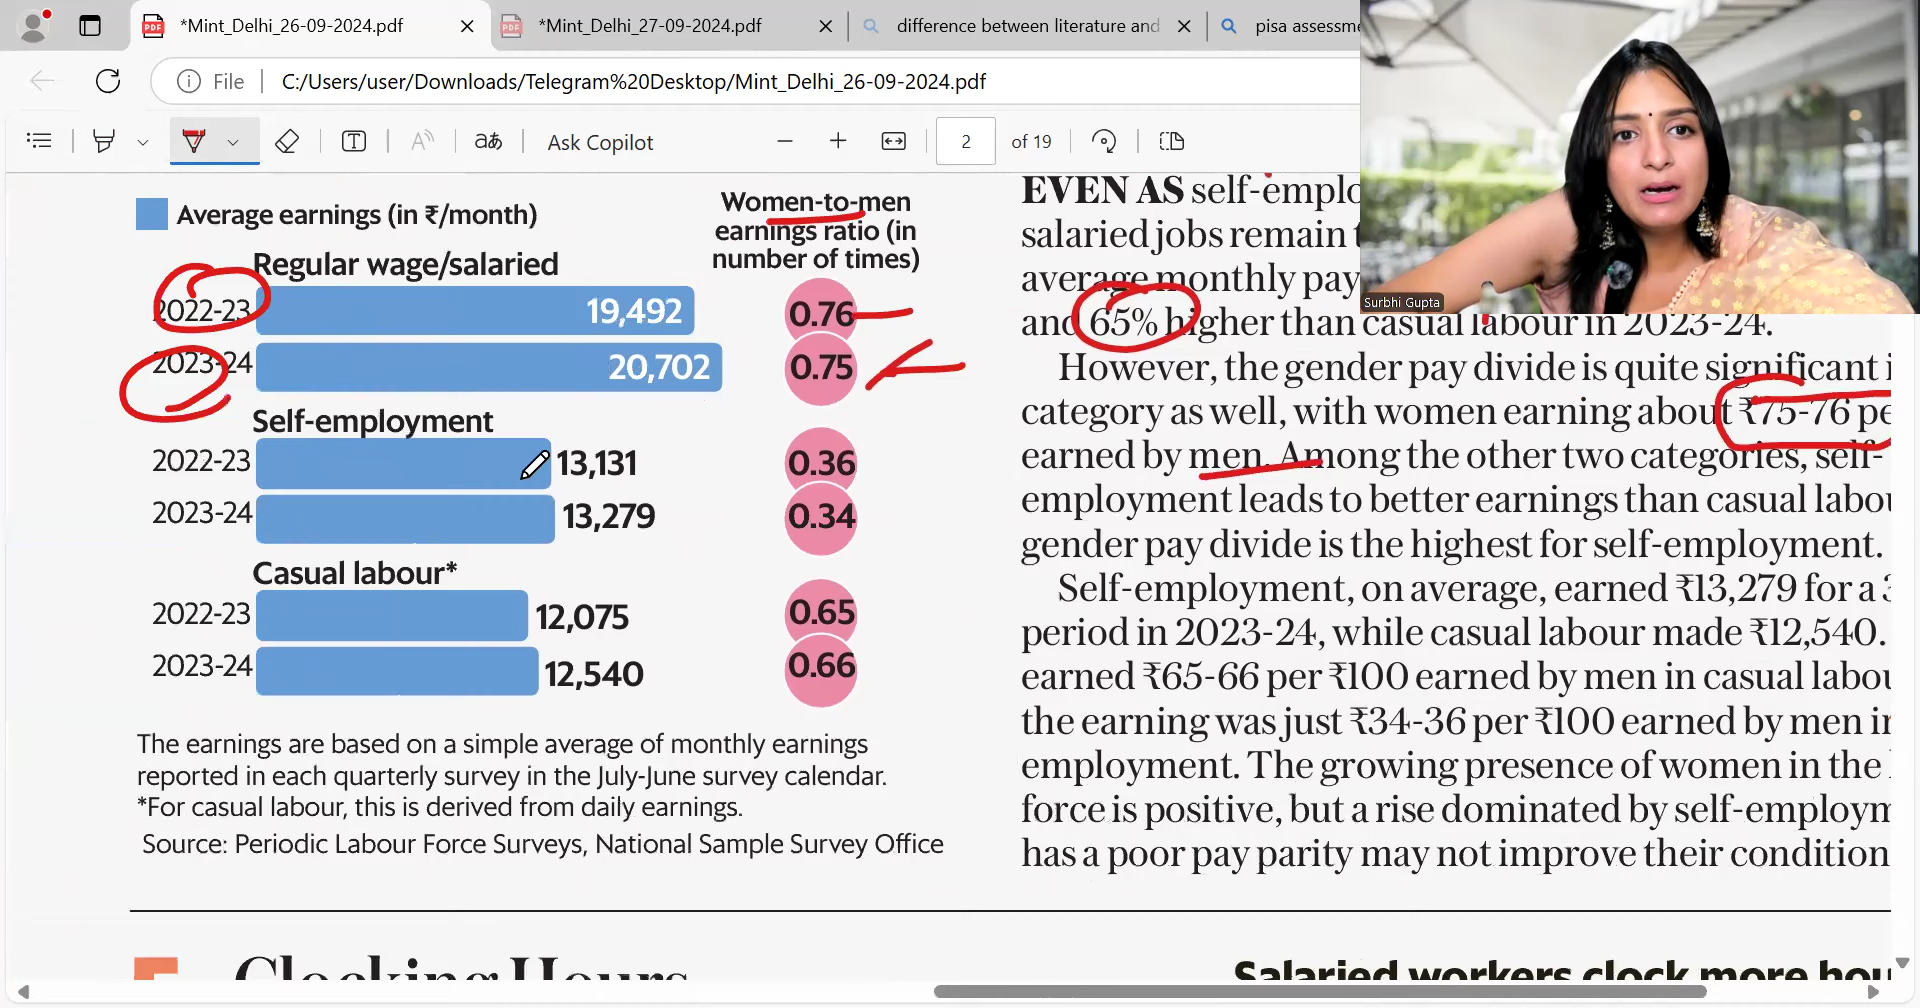 *Mint_Delhi_26-09-2024.pdf
*Mint_Delhi_27-09-2024.pdf
difference between literature and
pisa assessme
File
C:/Users/user/Downloads/Telegram%20Desktop/Mint_Delhi_26-09-2024.pdf
Ask Copilot
2 of 19
Average earnings (in ₹/month)
Women-to-men
earnings ratio (in
number of times)
Regular wage/salaried
2022-23 19,492 0.76
2023-24 20,702 0.75
Self-employment
2022-23 13,131 0.36
2023-24 13,279 0.34
Casual labour*
2022-23 12,075 0.65
2023-24 12,540 0.66
The earnings are based on a simple average of monthly earnings
reported in each quarterly survey in the July-June survey calendar.
*For casual labour, this is derived from daily earnings.
Source: Periodic Labour Force Surveys, National Sample Survey Office
EVEN AS self-emplo
salaried jobs remain t
average monthly pay
and 65% higher than casual labour in 2023-24.
However, the gender pay divide is quite significant i
category as well, with women earning about ₹75-76 pe
earned by men. Among the other two categories, self-
employment leads to better earnings than casual labou
gender pay divide is the highest for self-employment.
Self-employment, on average, earned ₹13,279 for a 3
period in 2023-24, while casual labour made ₹12,540.
earned ₹65-66 per ₹100 earned by men in casual labou
the earning was just ₹34-36 per ₹100 earned by men in
employment. The growing presence of women in the
force is positive, but a rise dominated by self-employm
has a poor pay parity may not improve their condition
Clocking Hours
Salaried workers clock more hou
Surbhi Gupta